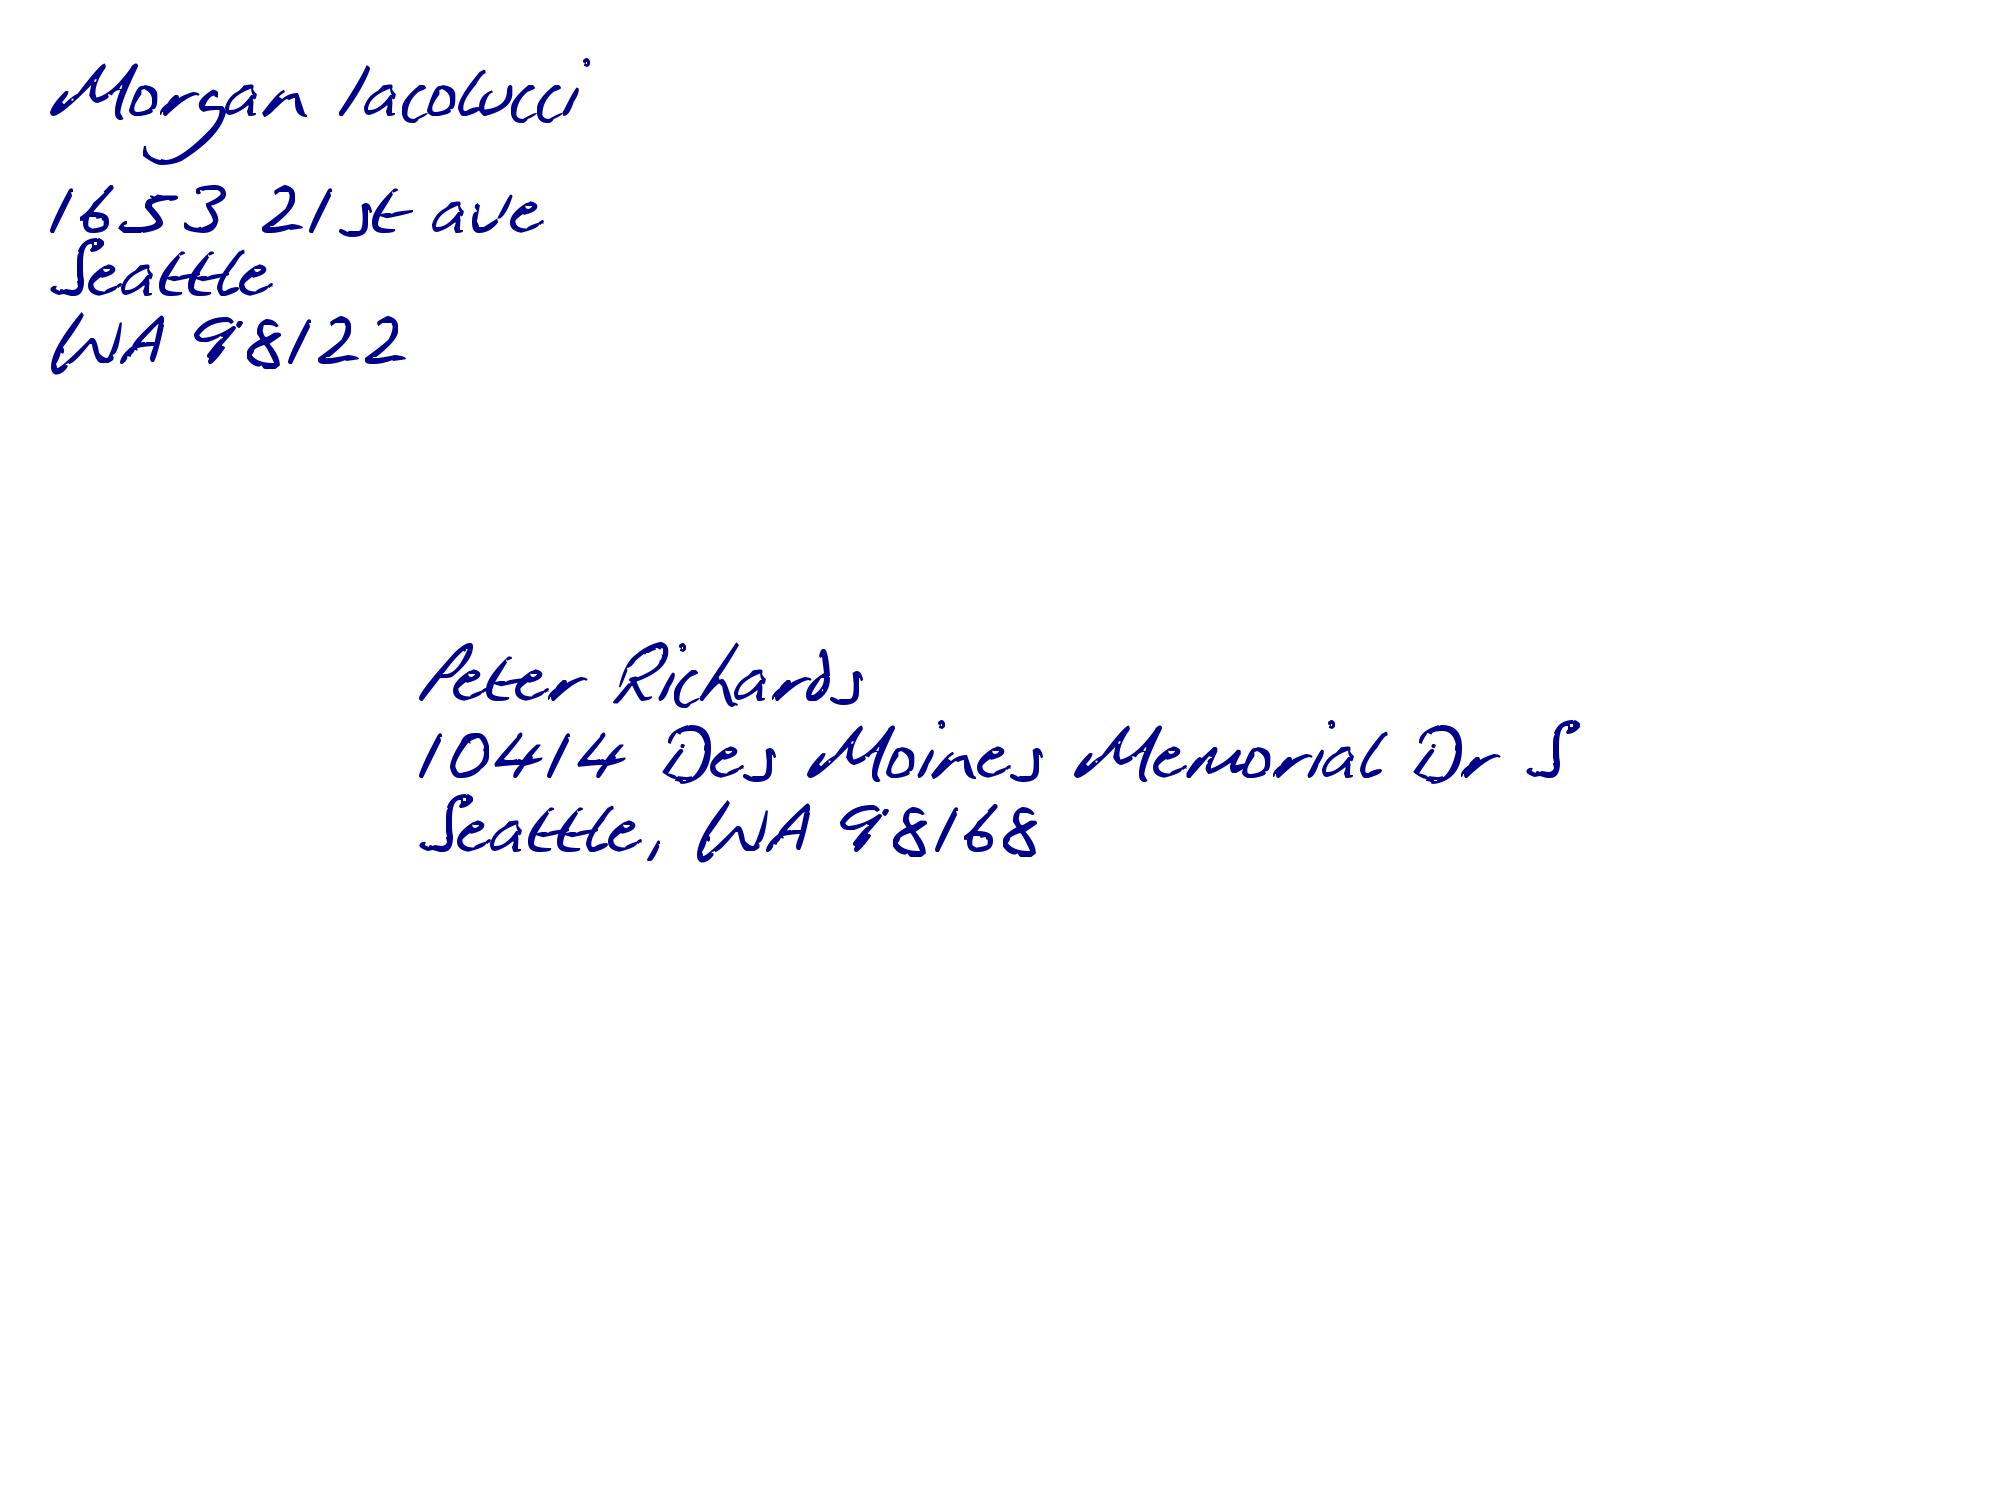 Morgan Iacolucci
1653 21st ave
Seattle
WA 98122
Peter Richards
10414 Des Moines Memorial Dr S
Seattle, WA 98168